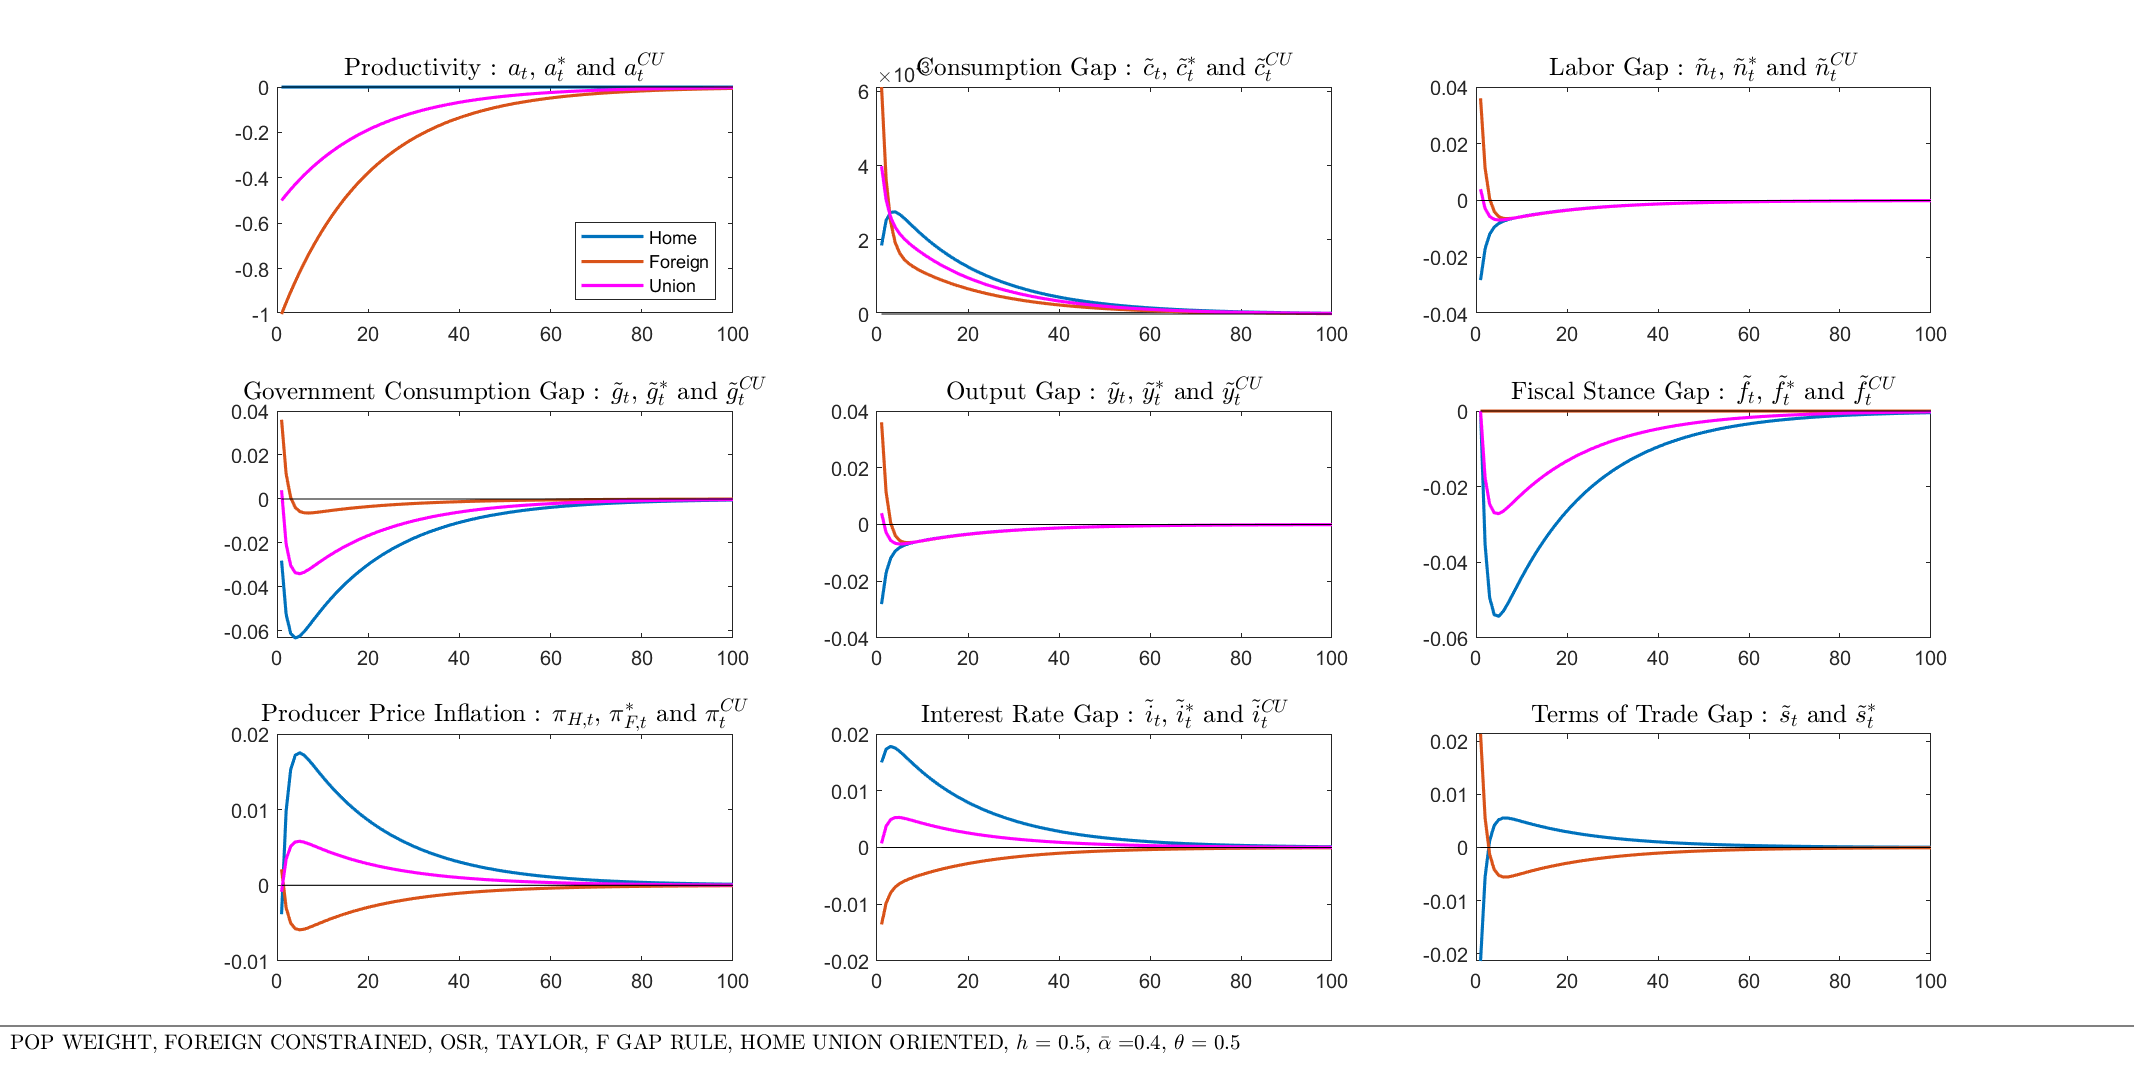 Productivity : a_t, a_t^* and a_t^{CU}
0
-0.2
-0.4
-0.6
-0.8
-1
0 20 40 60 80 100
Home
Foreign
Union
Consumption Gap : c̃_t, c̃_t^* and c̃_t^{CU}
6
4
2
0
0 20 40 60 80 100
Labor Gap : ñ_t, ñ_t^* and ñ_t^{CU}
0.04
0.02
0
-0.02
-0.04
0 20 40 60 80 100
Government Consumption Gap : g̃_t, g̃_t^* and g̃_t^{CU}
0.04
0.02
0
-0.02
-0.04
-0.06
0 20 40 60 80 100
Output Gap : ỹ_t, ỹ_t^* and ỹ_t^{CU}
0.04
0.02
0
-0.02
-0.04
0 20 40 60 80 100
Fiscal Stance Gap : f̃_t, f̃_t^* and f̃_t^{CU}
0
-0.02
-0.04
-0.06
0 20 40 60 80 100
Producer Price Inflation : π_{H,t}, π_{F,t}^* and π_t^{CU}
0.02
0.01
0
-0.01
0 20 40 60 80 100
Interest Rate Gap : ĩ_t, ĩ_t^* and ĩ_t^{CU}
0.02
0.01
0
-0.01
-0.02
0 20 40 60 80 100
Terms of Trade Gap : s̃_t and s̃_t^*
0.02
0.01
0
-0.01
-0.02
0 20 40 60 80 100
POP WEIGHT, FOREIGN CONSTRAINED, OSR, TAYLOR, F GAP RULE, HOME UNION ORIENTED, h = 0.5, ᾱ =0.4, θ = 0.5